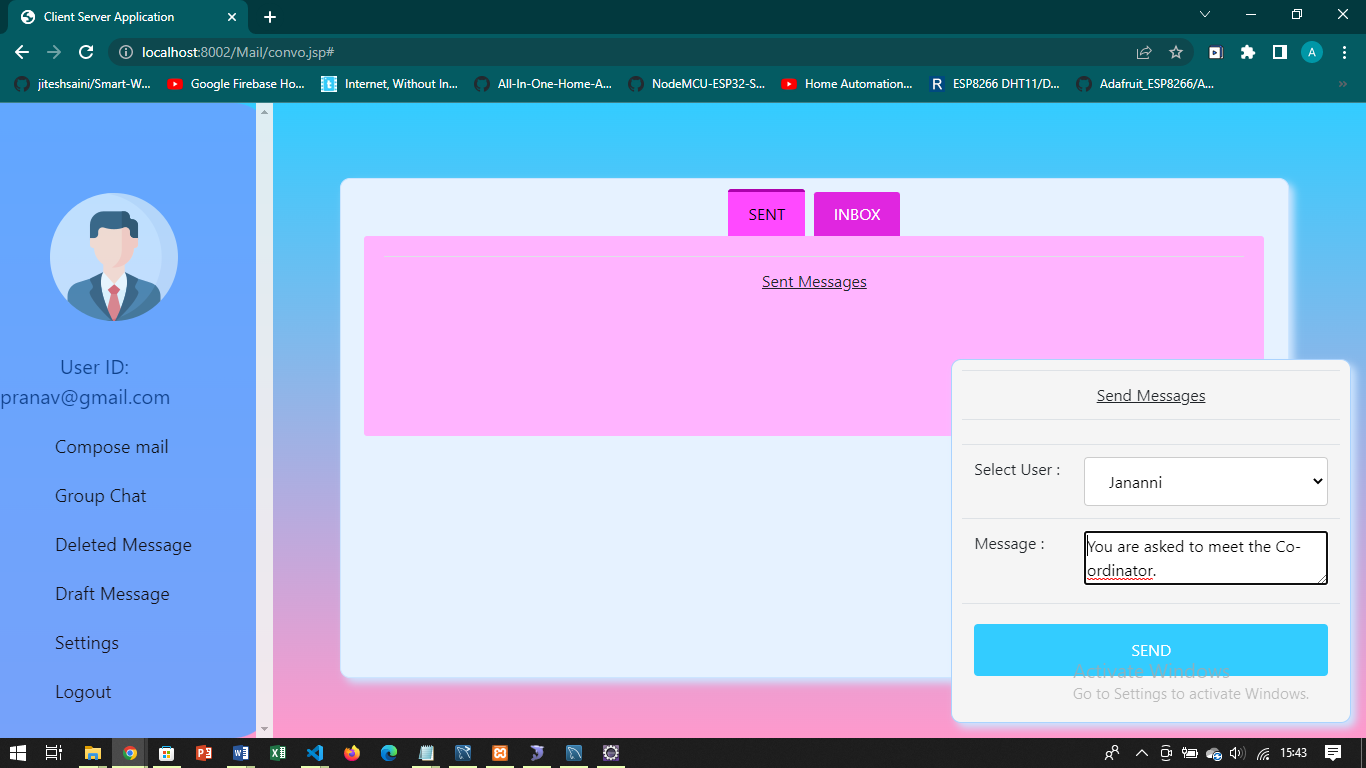 Client Server Application
localhost:8002/Mail/convo.jsp#
A
jiteshsaini/Smart-W...
Google Firebase Ho...
Internet, Without In...
All-In-One-Home-A...
NodeMCU-ESP32-S...
Home Automation...
R ESP8266 DHT11/D...
Adafruit_ESP8266/A...
»
SENT
INBOX
Sent Messages
User ID:
pranav@gmail.com
Compose mail
Group Chat
Deleted Message
Draft Message
Settings
Logout
Send Messages
Select User :
Jananni
Message :
You are asked to meet the Co-
ordinator.
SEND
Activate Windows
Go to Settings to activate Windows.
15:43